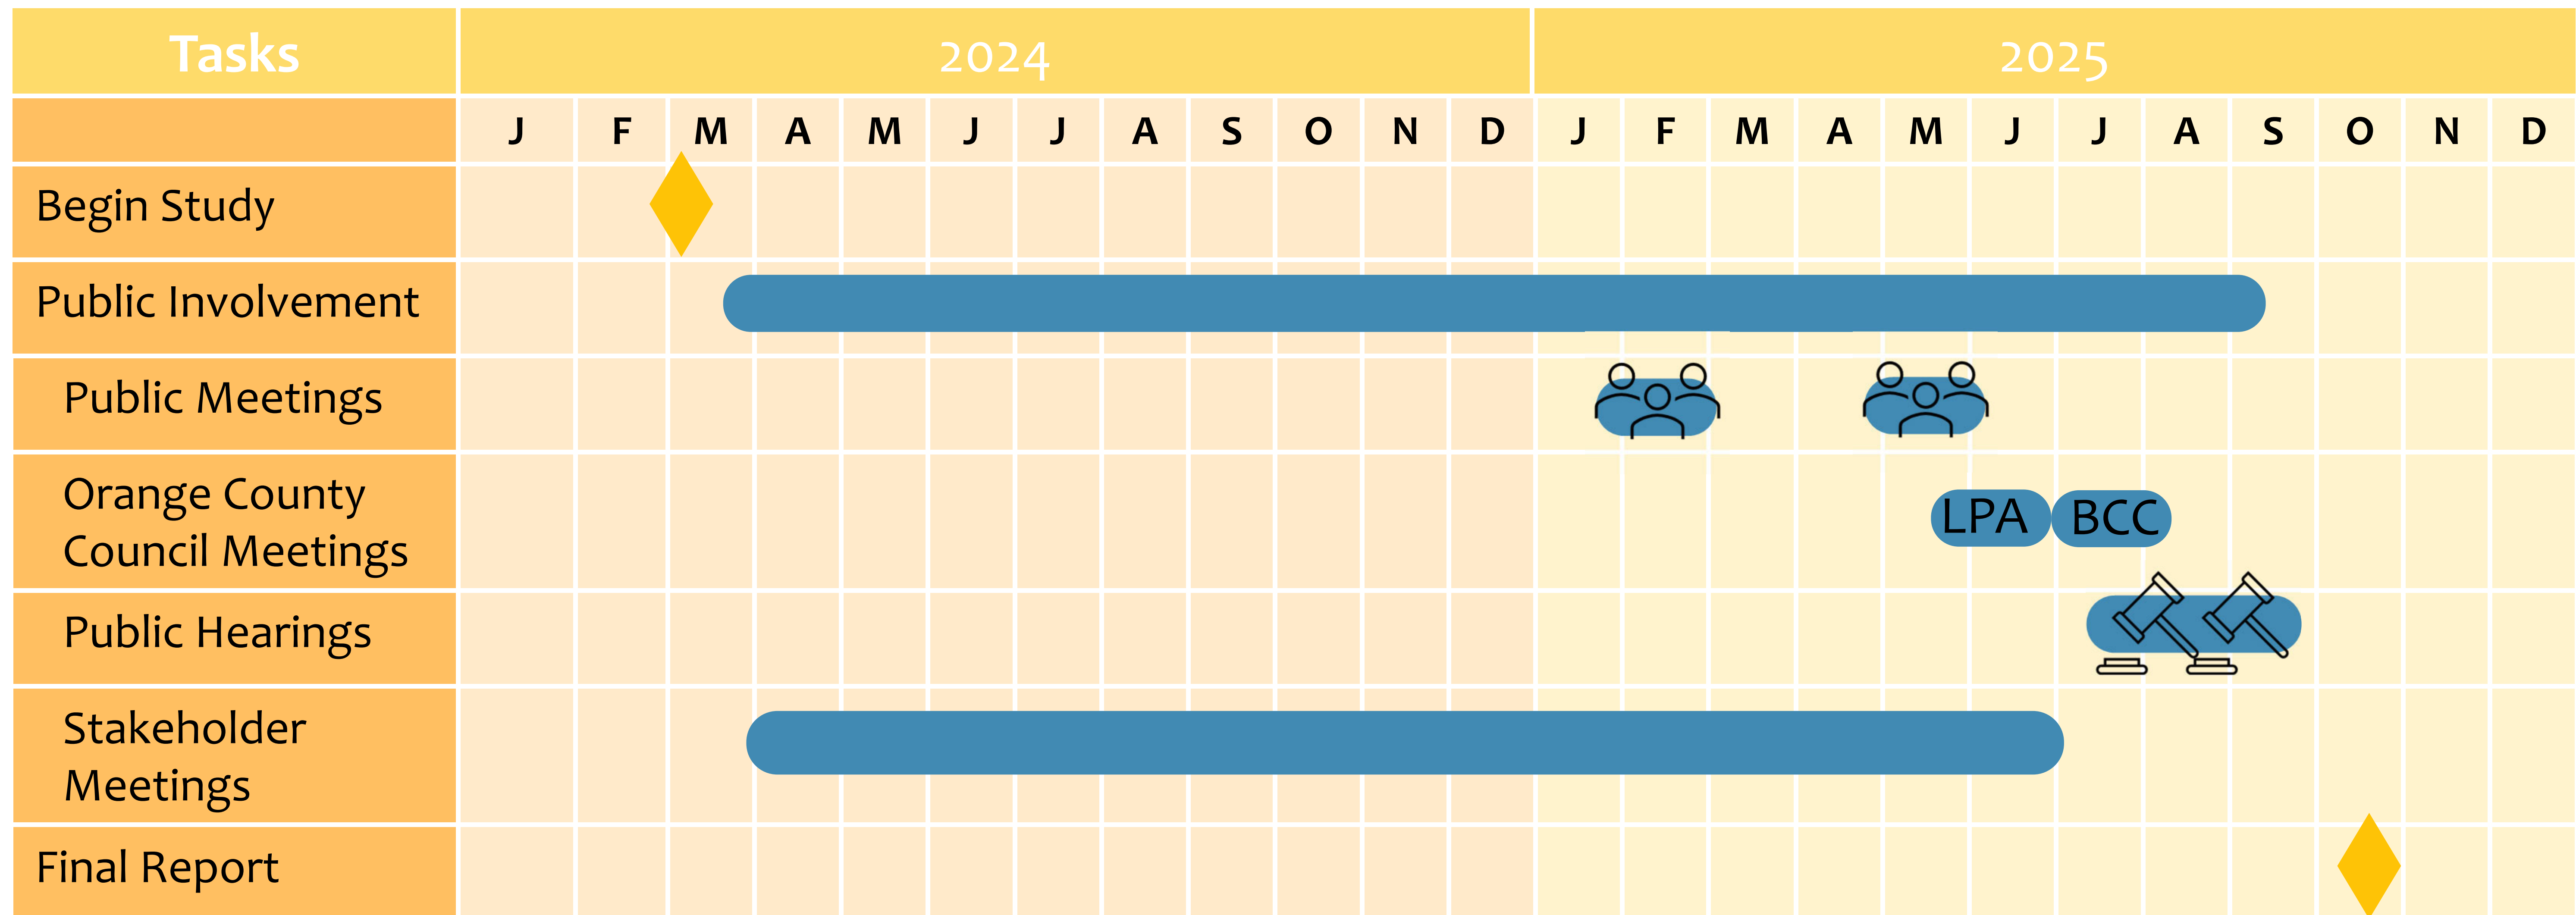 Tasks 2024 2025
J F M A M J J A S O N D J F M A M J J A S O N D
Begin Study
Public Involvement
Public Meetings
Orange County
Council Meetings
LPA BCC
Public Hearings
Stakeholder
Meetings
Final Report